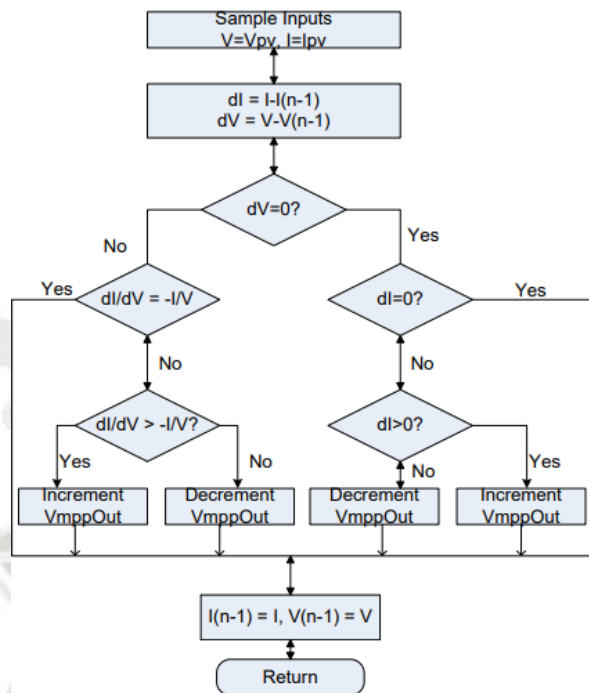 Sample Inputs
V=Vpv, I=Ipv
dI = I-I(n-1)
dV = V-V(n-1)
dV=0?
No
Yes
Yes
dI/dV = -I/V
dI=0?
Yes
No
No
dI/dV > -I/V?
dI>0?
Yes
No
No
Yes
Increment
VmppOut
Decrement
VmppOut
Decrement
VmppOut
Increment
VmppOut
I(n-1) = I, V(n-1) = V
Return